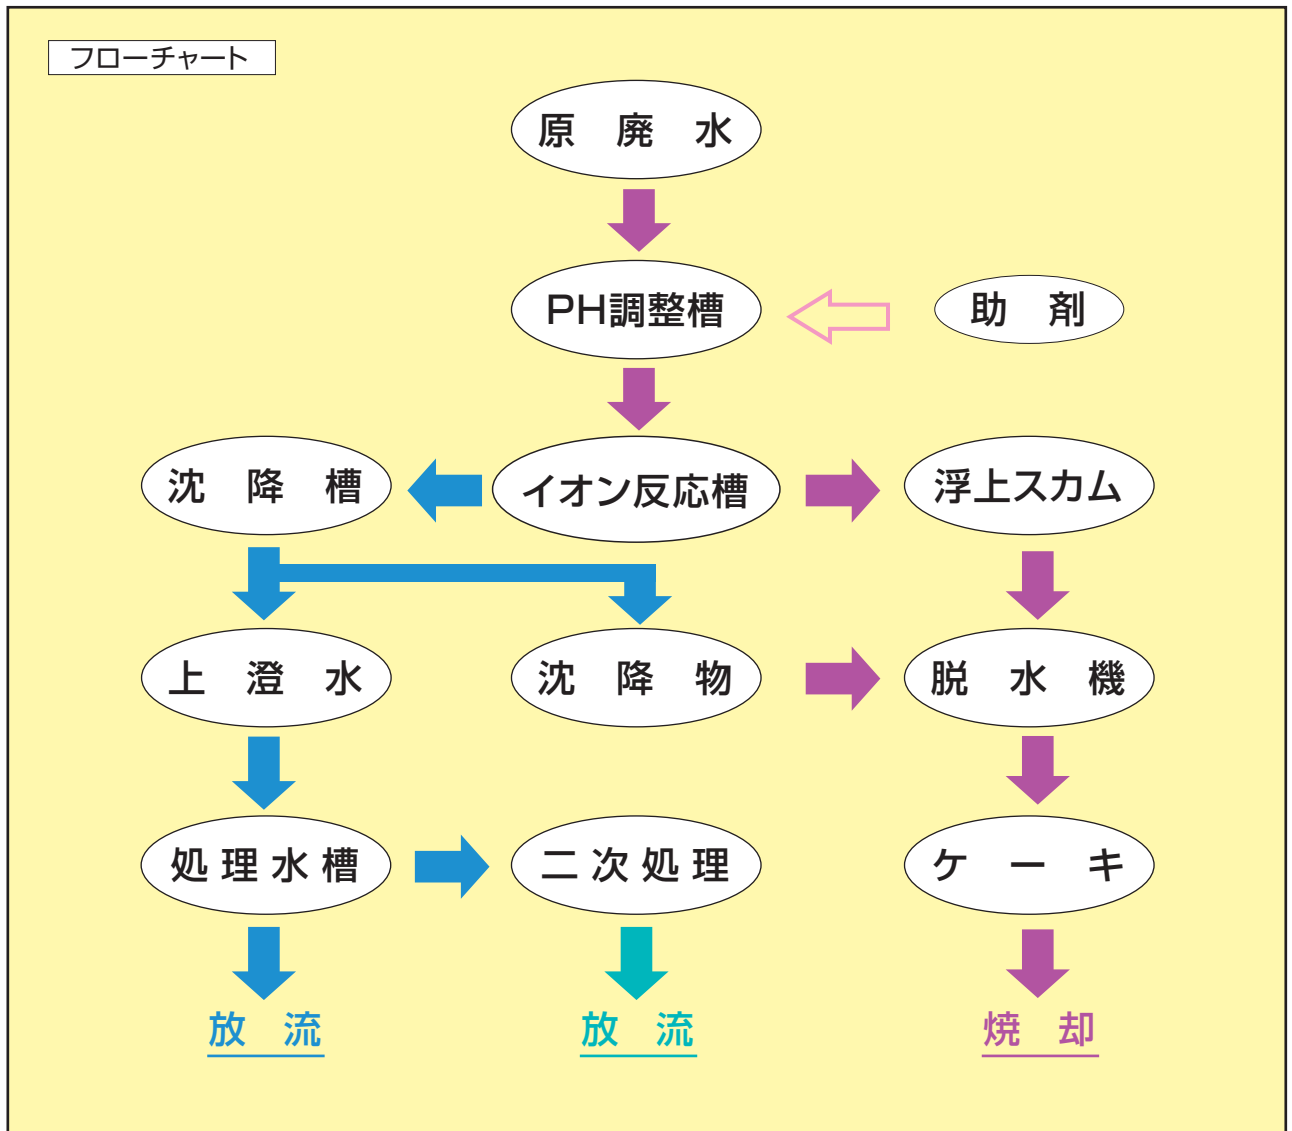 フローチャート
原 廃 水
PH調整槽
助 剤
沈 降 槽
イオン反応槽
浮上スカム
上 澄 水
沈 降 物
脱 水 機
処 理 水 槽
二 次 処 理
ケ ー キ
放 流
放 流
焼 却